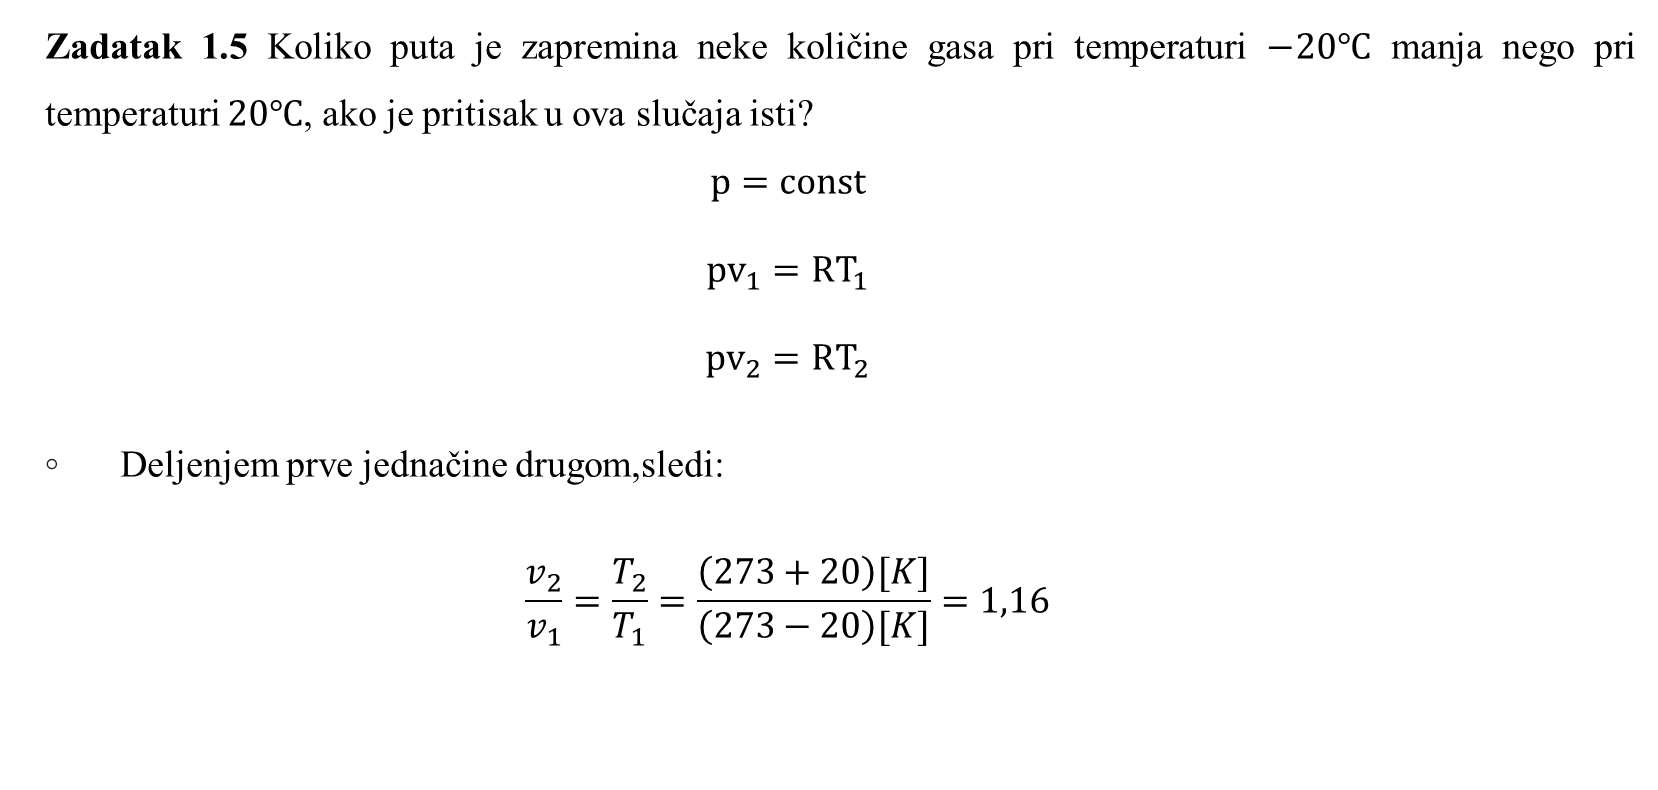 Zadatak 1.5 Koliko puta je zapremina neke količine gasa pri temperaturi −20°C manja nego pri
temperaturi 20°C, ako je pritisak u ova slučaja isti?
p = const
pv₁ = RT₁
pv₂ = RT₂
◦ Deljenjem prve jednačine drugom,sledi:
v₂/v₁ = T₂/T₁ = (273 + 20)[K]/(273 − 20)[K] = 1,16